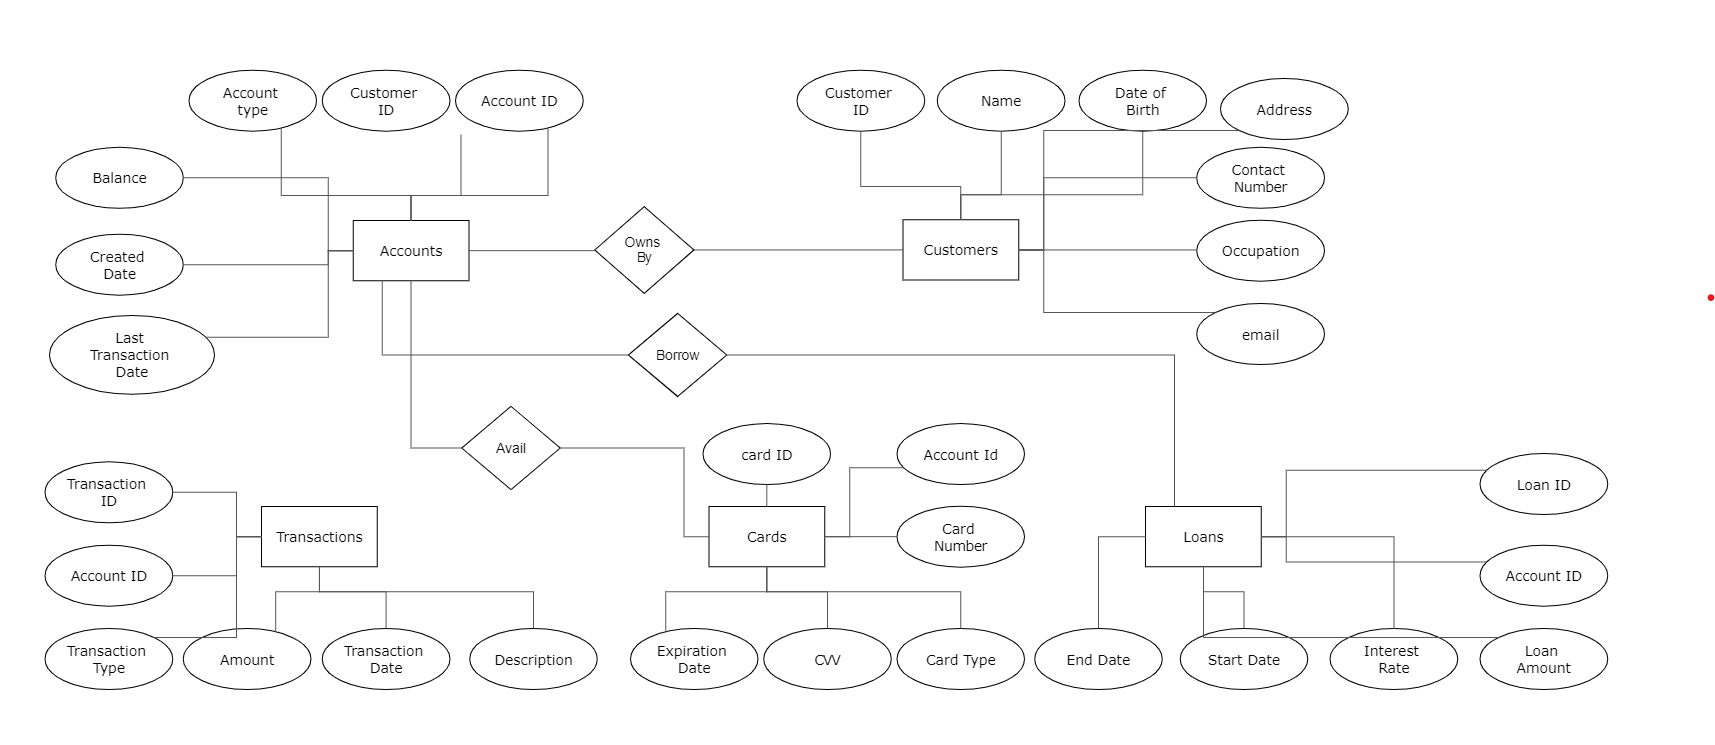 Account
type
Customer
ID
Account ID
Customer
ID
Name
Date of
Birth
Address
Balance
Contact
Number
Created
Date
Accounts
Owns
By
Customers
Occupation
Last
Transaction
Date
Borrow
email
Avail
card ID
Account Id
Transaction
ID
Loan ID
Transactions
Cards
Card
Number
Loans
Account ID
Account ID
Transaction
Type
Amount
Transaction
Date
Description
Expiration
Date
CVV
Card Type
End Date
Start Date
Interest
Rate
Loan
Amount